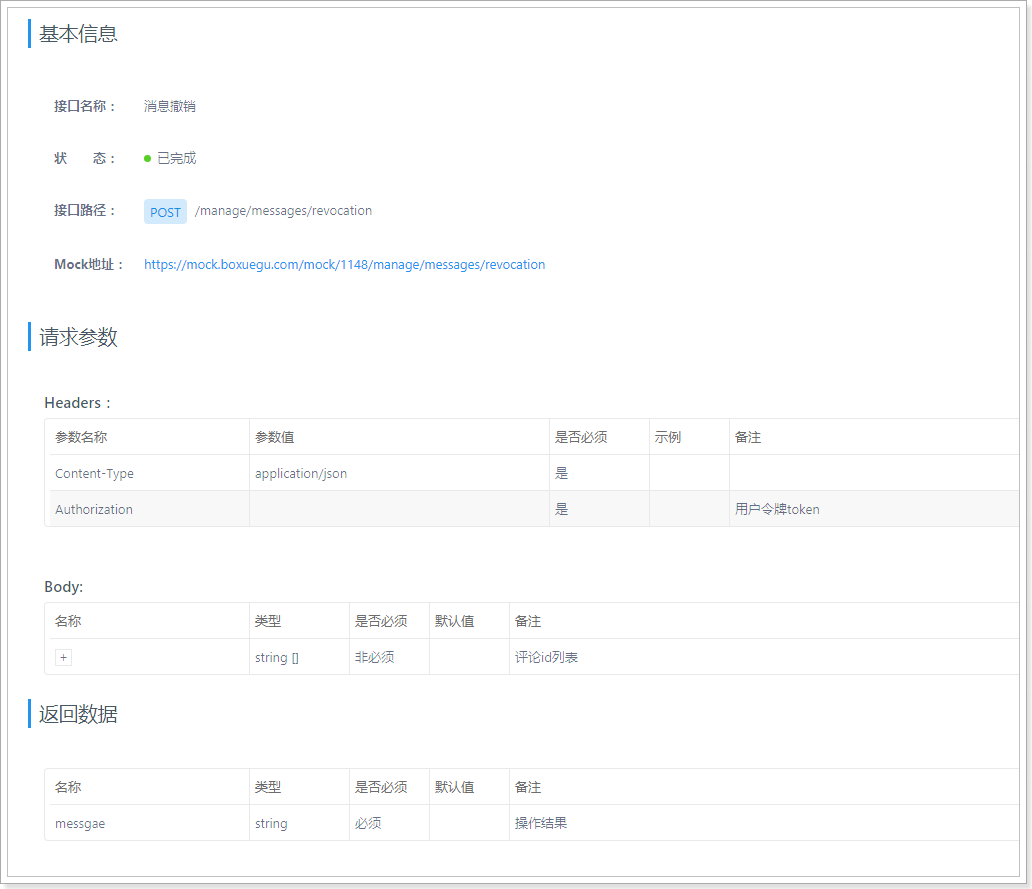 基本信息
接口名称： 消息撤销
状 态： 已完成
接口路径： POST /manage/messages/revocation
Mock地址： https://mock.boxuegu.com/mock/1148/manage/messages/revocation
请求参数
Headers：
参数名称 参数值 是否必须 示例 备注
Content-Type application/json 是
Authorization 是 用户令牌token
Body:
名称 类型 是否必须 默认值 备注
+ string [] 非必须 评论id列表
返回数据
名称 类型 是否必须 默认值 备注
messgae string 必须 操作结果